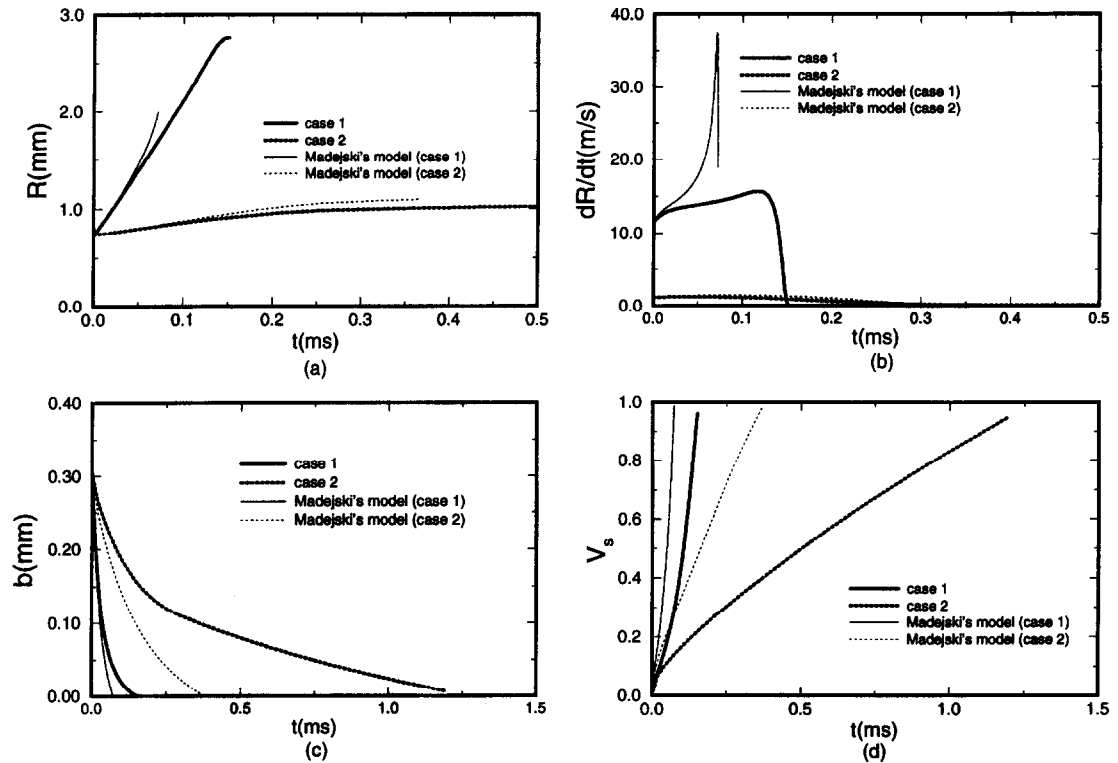 3.0
2.0
1.0
0.0
R(mm)
case 1
case 2
Madejski's model (case 1)
Madejski's model (case 2)
0.0 0.1 0.2 0.3 0.4 0.5
t(ms)
(a)
40.0
30.0
20.0
10.0
0.0
dR/dt(m/s)
case 1
case 2
Madejski's model (case 1)
Madejski's model (case 2)
0.0 0.1 0.2 0.3 0.4 0.5
t(ms)
(b)
0.40
0.30
0.20
0.10
0.00
b(mm)
case 1
case 2
Madejski's model (case 1)
Madejski's model (case 2)
0.0 0.5 1.0 1.5
t(ms)
(c)
1.0
0.8
0.6
0.4
0.2
0.0
Vs
case 1
case 2
Madejski's model (case 1)
Madejski's model (case 2)
0.0 0.5 1.0 1.5
t(ms)
(d)